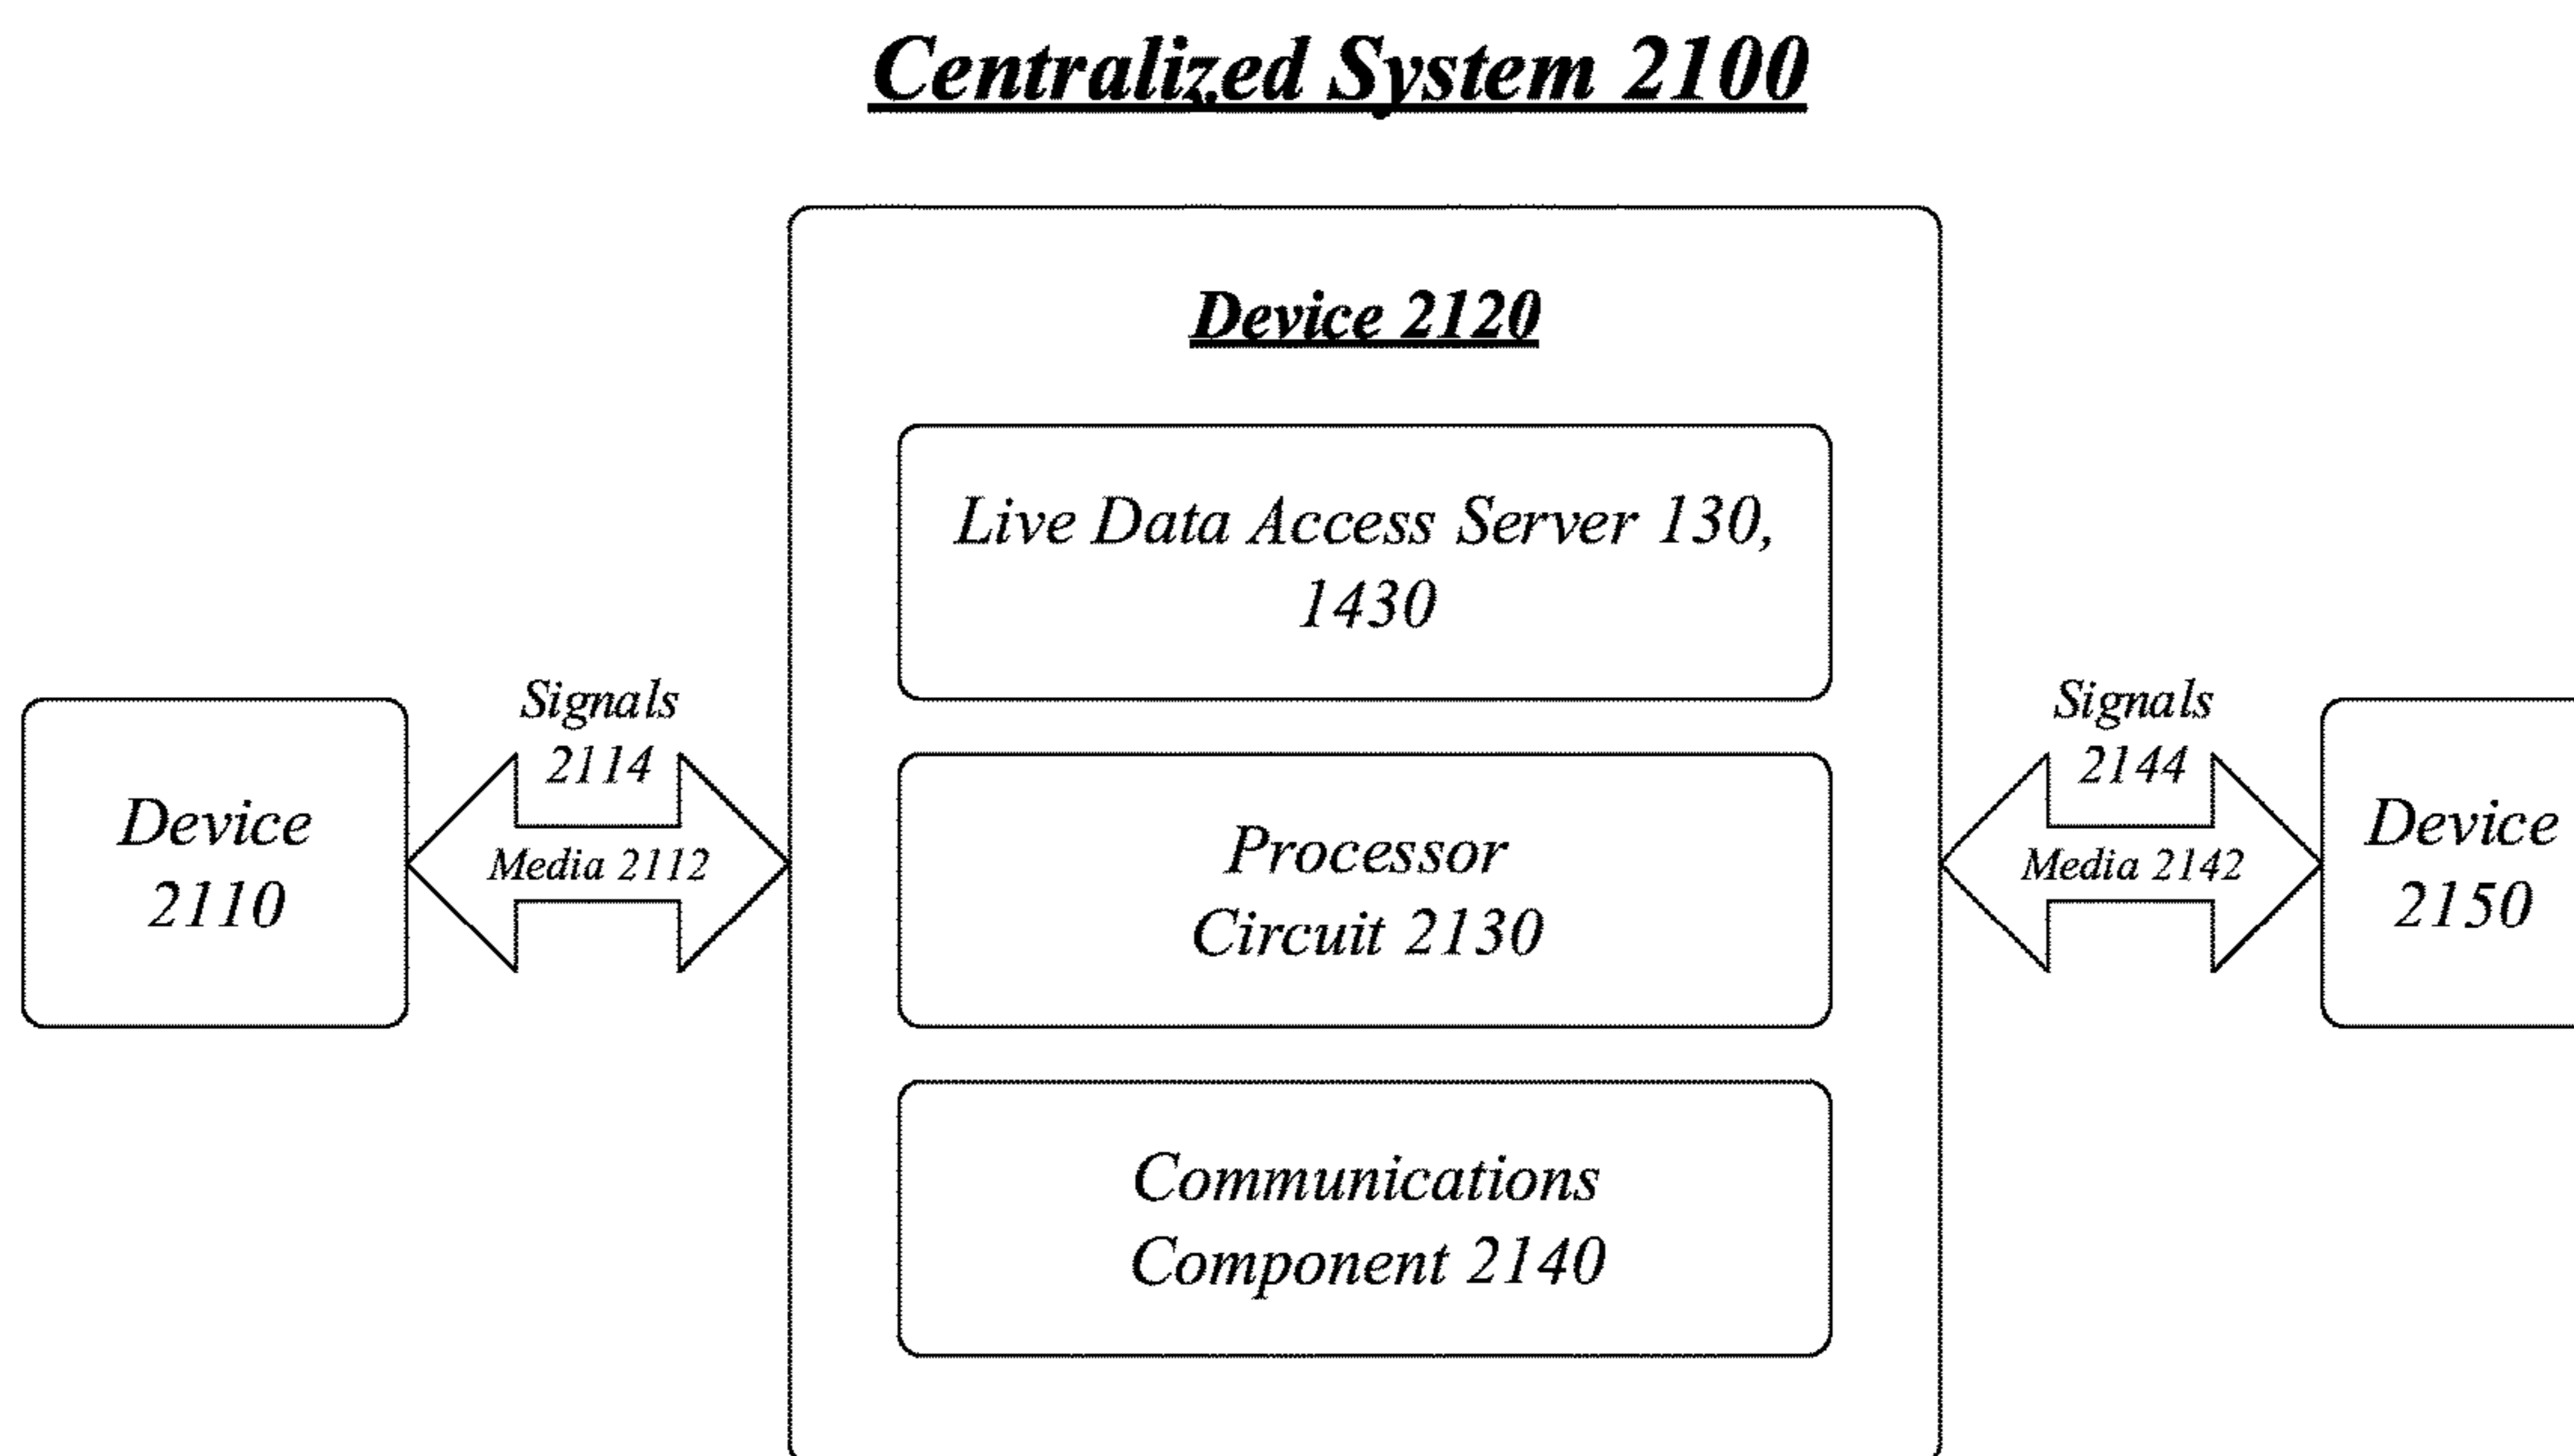 Centralized System 2100
Device 2120
Live Data Access Server 130,
1430
Signals
2114
Media 2112
Device
2110
Processor
Circuit 2130
Signals
2144
Media 2142
Device
2150
Communications
Component 2140